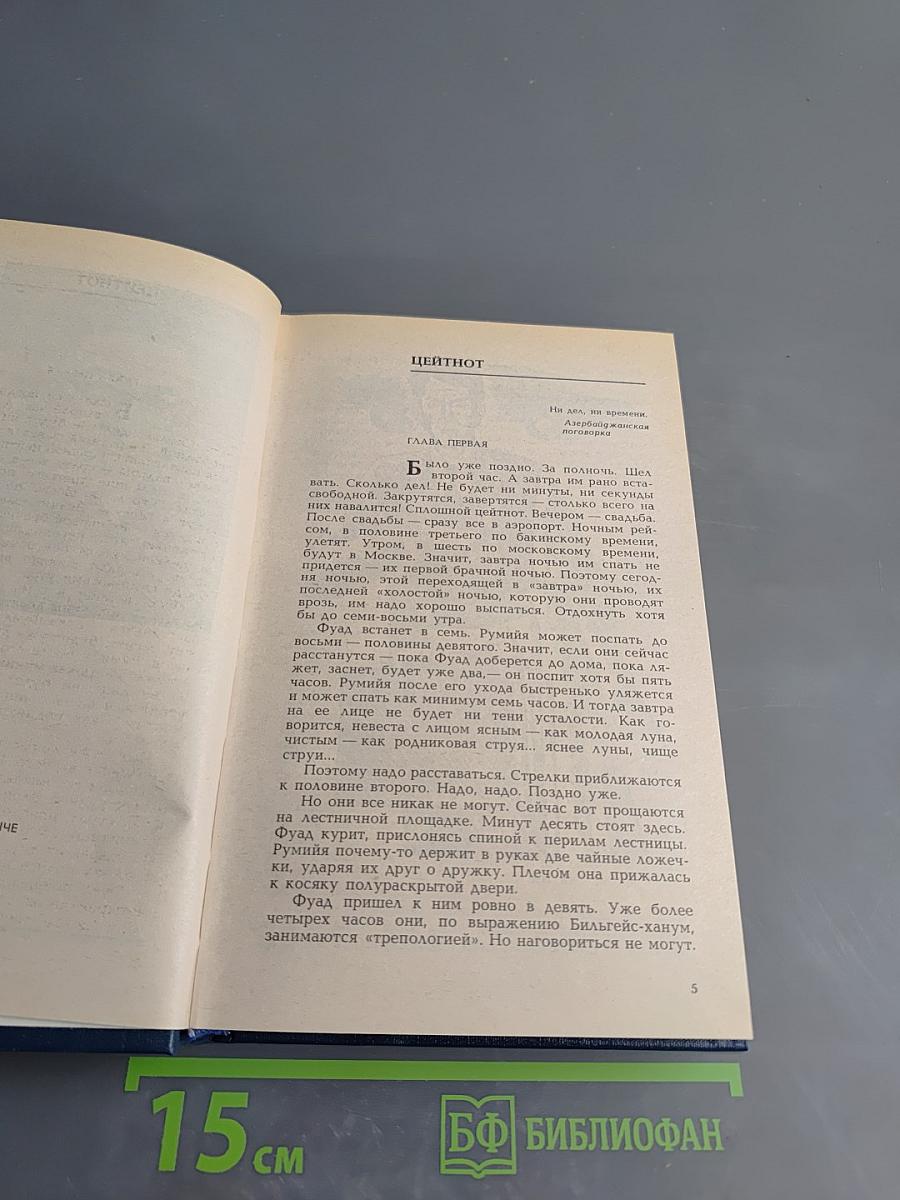 ЦЕЙТНОТ
Ни дел, ни времени.
Азербайджанская
поговорка
ГЛАВА ПЕРВАЯ
Было уже поздно. За полночь. Шел
второй час. А завтра им рано вста-
вать. Сколько дел! Не будет ни минуты, ни секунды
свободной. Закрутятся, завертятся — столько всего на
них навалится! Сплошной цейтнот. Вечером — свадьба.
После свадьбы — сразу все в аэропорт. Ночным рей-
сом, в половине третьего по бакинскому времени,
улетят. Утром, в шесть по московскому времени,
будут в Москве. Значит, завтра ночью им спать не
придется — их первой брачной ночью. Поэтому сегод-
ня ночью, этой переходящей в «завтра» ночью, их
последней «холостой» ночью, которую они проводят
врозь, им надо хорошо выспаться. Отдохнуть хотя
бы до семи-восьми утра.
Фуад встанет в семь. Румийя может поспать до
восьми — половины девятого. Значит, если они сейчас
расстанутся — пока Фуад доберется до дома, пока ля-
жет, заснет, будет уже два,— он поспит хотя бы пять
часов. Румийя после его ухода быстренько уляжется
и может спать как минимум семь часов. И тогда завтра
на ее лице не будет ни тени усталости. Как го-
ворится, невеста с лицом ясным — как молодая луна,
чистым — как родниковая струя... яснее луны, чище
струи...
Поэтому надо расставаться. Стрелки приближаются
к половине второго. Надо, надо. Поздно уже.
Но они все никак не могут. Сейчас вот прощаются
на лестничной площадке. Минут десять стоят здесь.
Фуад курит, прислонясь спиной к перилам лестницы.
Румийя почему-то держит в руках две чайные ложеч-
ки, ударяя их друг о дружку. Плечом она прижалась
к косяку полураскрытой двери.
Фуад пришел к ним ровно в девять. Уже более
четырех часов они, по выражению Бильгейс-ханум,
занимаются «трепологией». Но наговориться не могут.
5
15 см
БФ БИБЛИОФАН